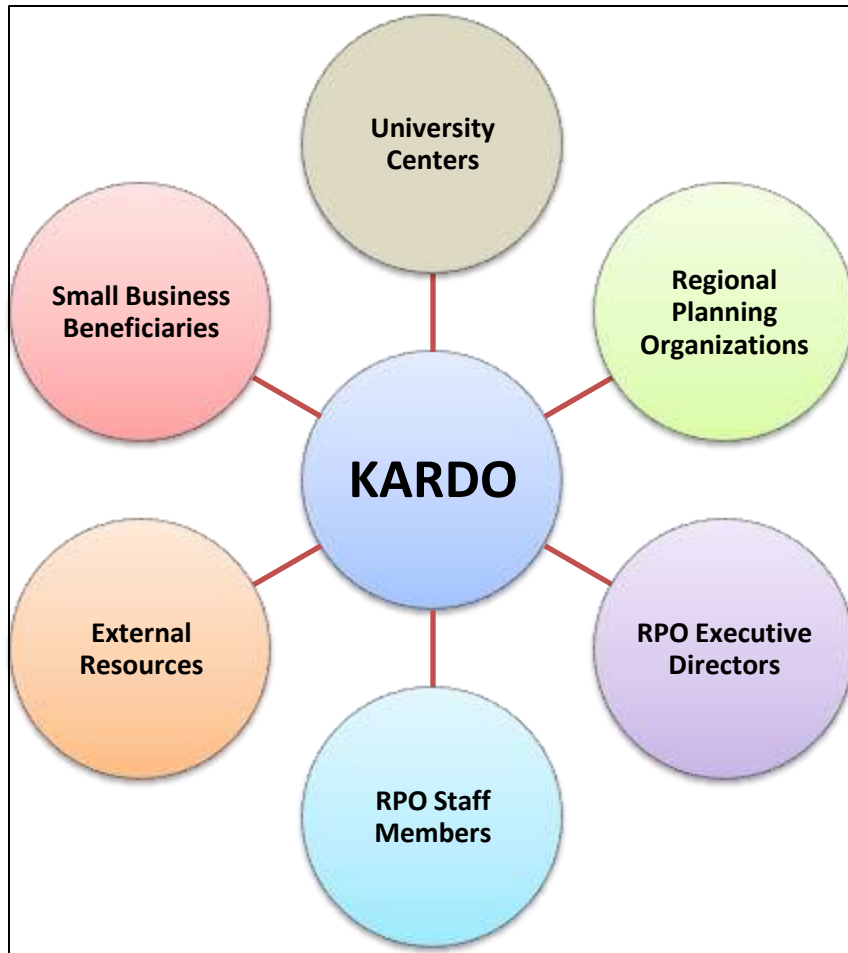 University
Centers
Small Business
Beneficiaries
Regional
Planning
Organizations
KARDO
External
Resources
RPO Executive
Directors
RPO Staff
Members